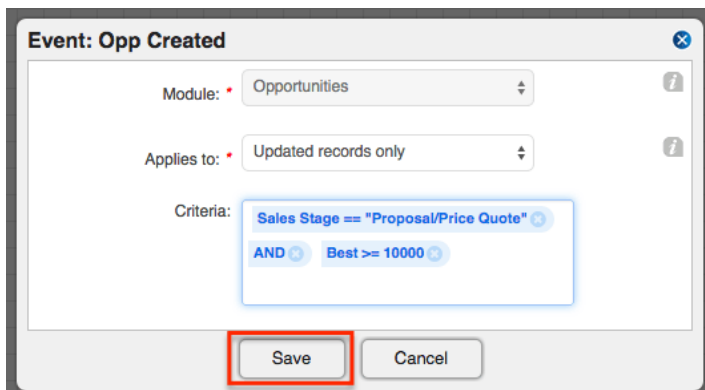 Event: Opp Created
Module: * Opportunities
Applies to: * Updated records only
Criteria: Sales Stage == "Proposal/Price Quote"
AND Best >= 10000
Save Cancel